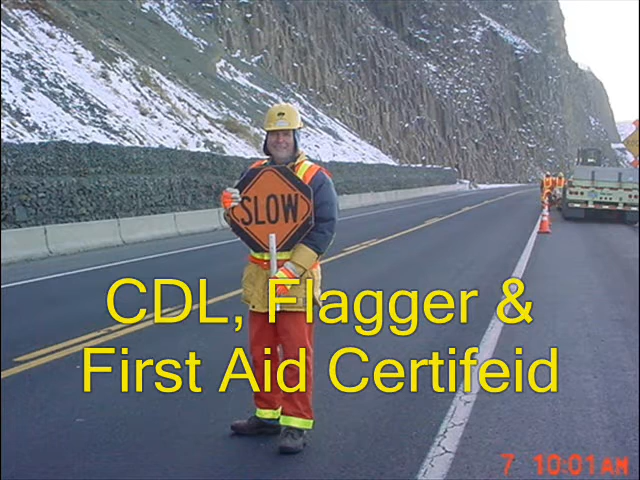 SLOW
CDL, Flagger &
First Aid Certifeid
7 10:01AM